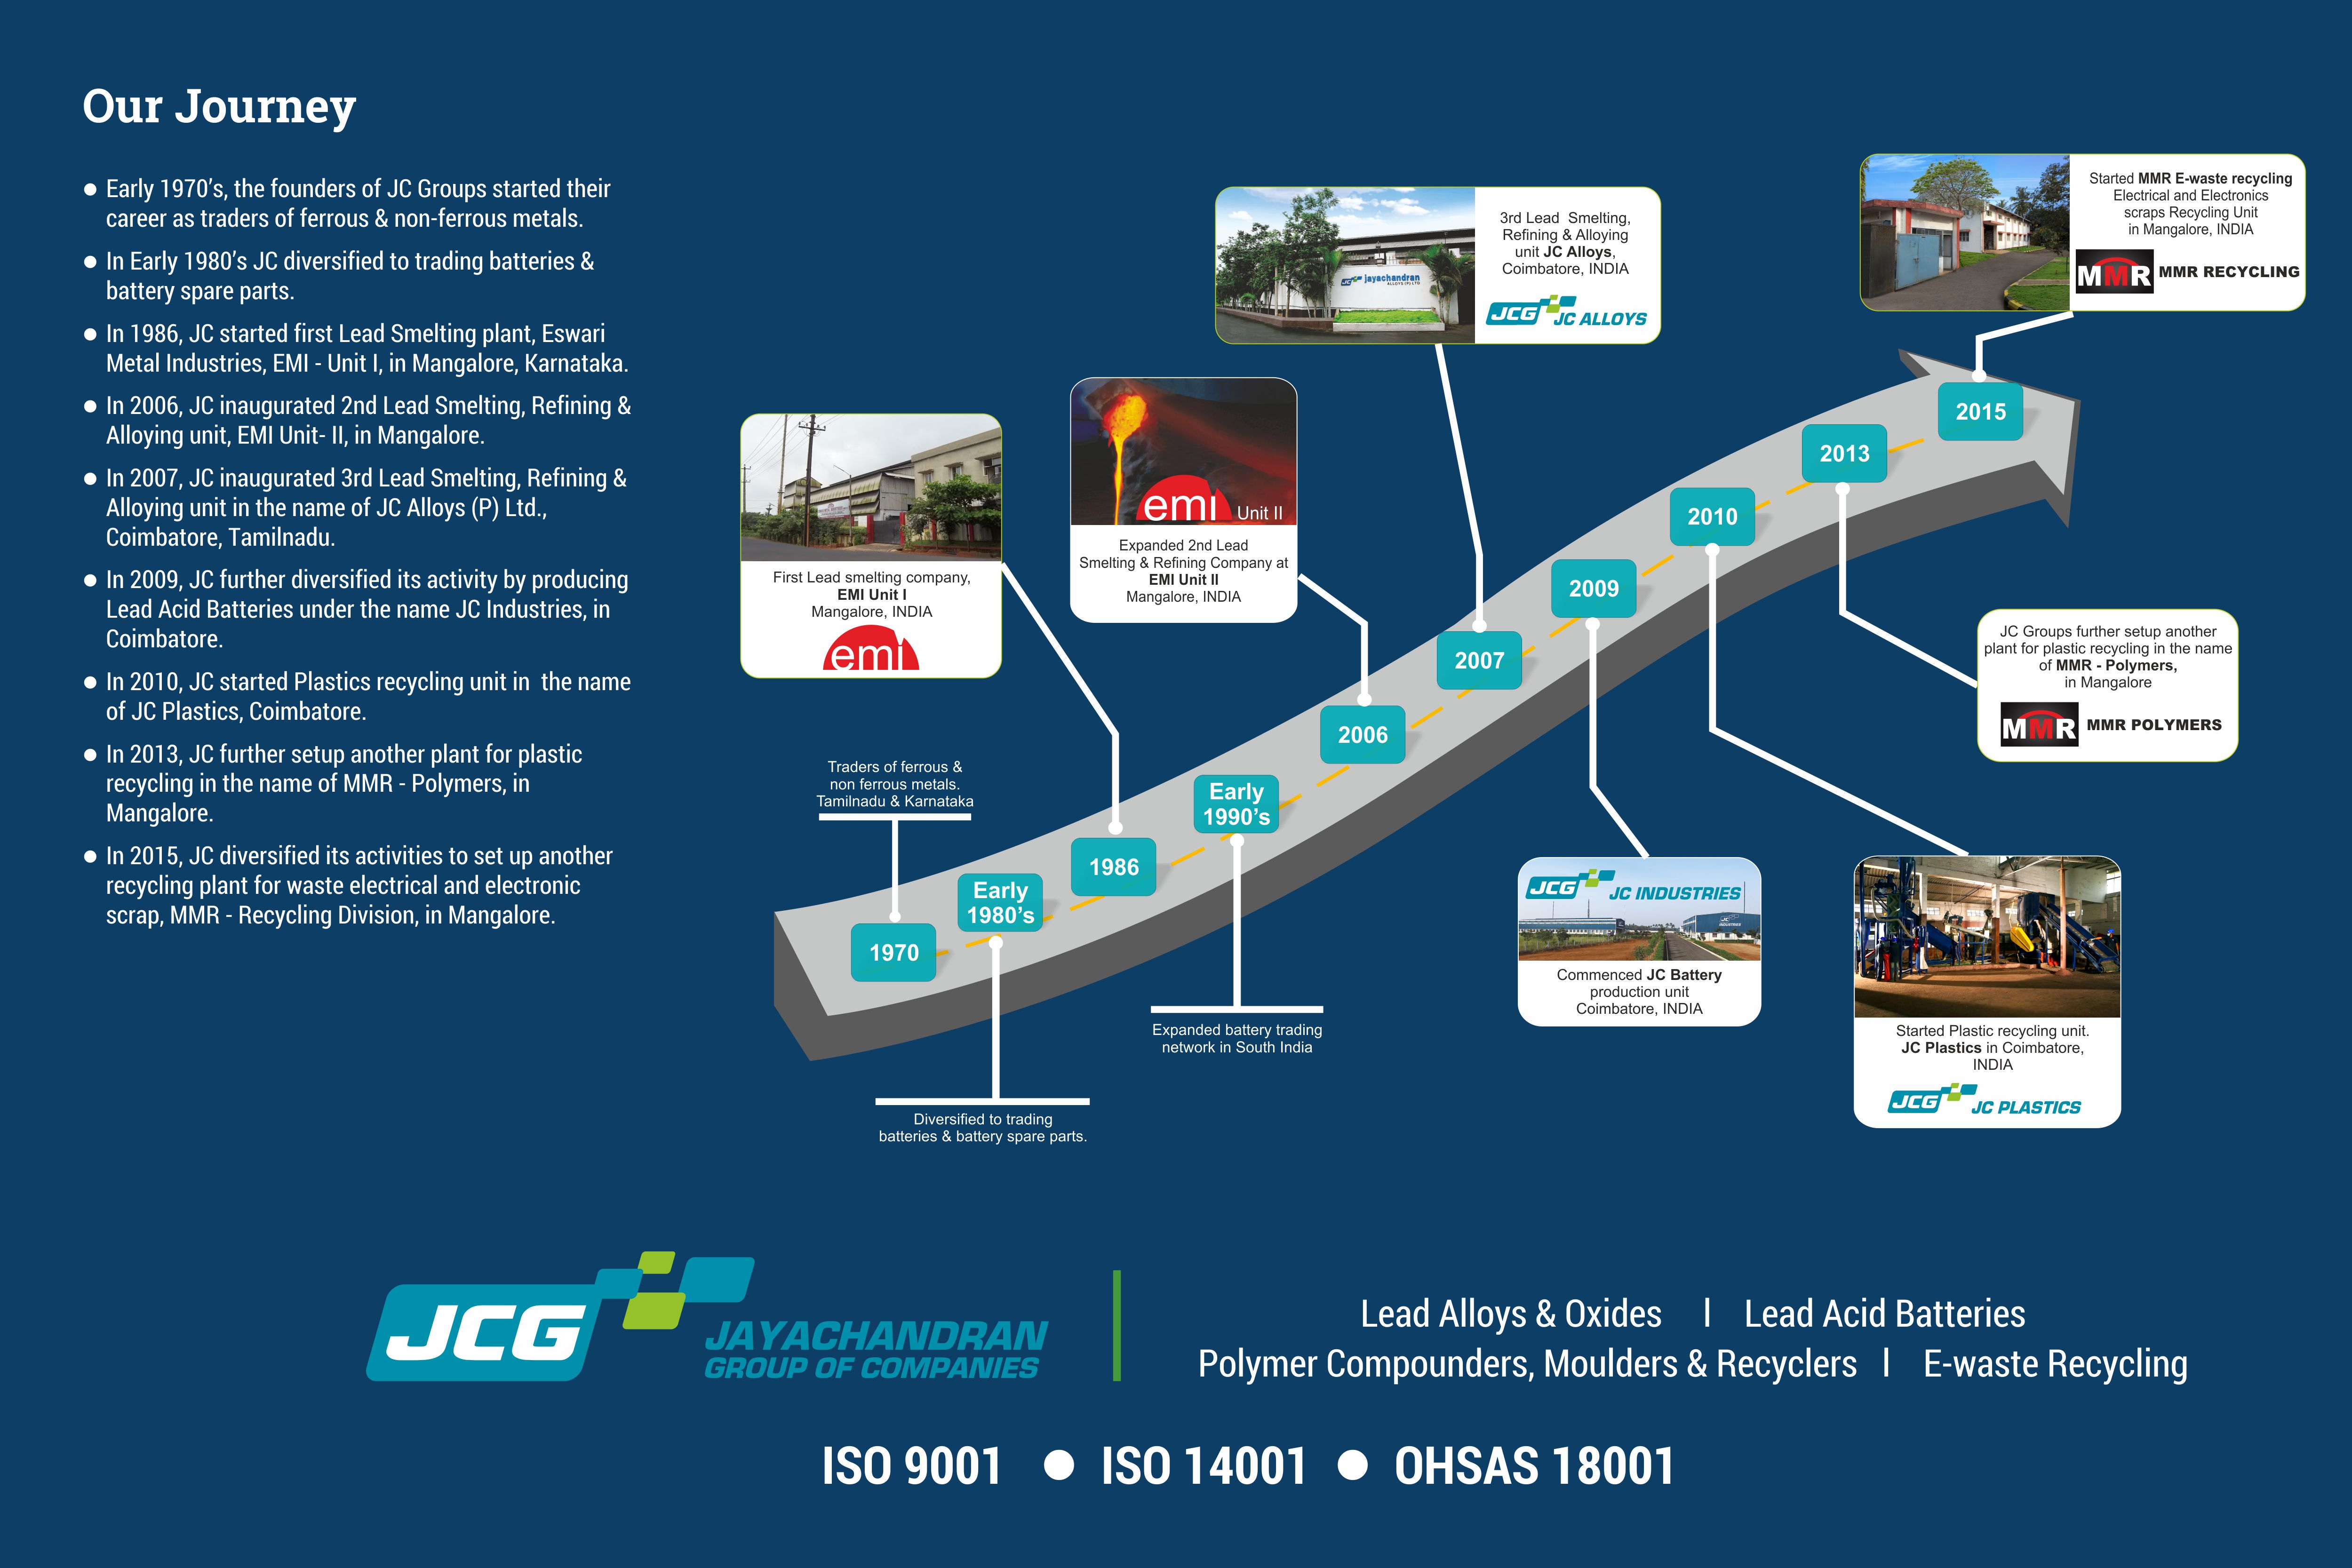 Our Journey
● Early 1970's, the founders of JC Groups started their
career as traders of ferrous & non-ferrous metals.
● In Early 1980's JC diversified to trading batteries &
battery spare parts.
● In 1986, JC started first Lead Smelting plant, Eswari
Metal Industries, EMI - Unit I, in Mangalore, Karnataka.
● In 2006, JC inaugurated 2nd Lead Smelting, Refining &
Alloying unit, EMI Unit- II, in Mangalore.
● In 2007, JC inaugurated 3rd Lead Smelting, Refining &
Alloying unit in the name of JC Alloys (P) Ltd.,
Coimbatore, Tamilnadu.
● In 2009, JC further diversified its activity by producing
Lead Acid Batteries under the name JC Industries, in
Coimbatore.
● In 2010, JC started Plastics recycling unit in the name
of JC Plastics, Coimbatore.
● In 2013, JC further setup another plant for plastic
recycling in the name of MMR - Polymers, in
Mangalore.
● In 2015, JC diversified its activities to set up another
recycling plant for waste electrical and electronic
scrap, MMR - Recycling Division, in Mangalore.
1970
Traders of ferrous &
non ferrous metals.
Tamilnadu & Karnataka
Early
1980's
Diversified to trading
batteries & battery spare parts.
1986
First Lead smelting company,
EMI Unit I
Mangalore, INDIA
emi
Early
1990's
Expanded battery trading
network in South India
2006
emi Unit II
Expanded 2nd Lead
Smelting & Refining Company at
EMI Unit II
Mangalore, INDIA
2007
jayachandran
ALLOYS (P) LTD
3rd Lead Smelting,
Refining & Alloying
unit JC Alloys,
Coimbatore, INDIA
JCG JC ALLOYS
2009
JCG JC INDUSTRIES
Commenced JC Battery
production unit
Coimbatore, INDIA
2010
Started Plastic recycling unit.
JC Plastics in Coimbatore,
INDIA
JCG JC PLASTICS
2013
JC Groups further setup another
plant for plastic recycling in the name
of MMR - Polymers,
in Mangalore
MMR MMR POLYMERS
2015
Started MMR E-waste recycling
Electrical and Electronics
scraps Recycling Unit
in Mangalore, INDIA
MMR MMR RECYCLING
JCG
JAYACHANDRAN
GROUP OF COMPANIES
Lead Alloys & Oxides | Lead Acid Batteries
Polymer Compounders, Moulders & Recyclers | E-waste Recycling
ISO 9001 ● ISO 14001 ● OHSAS 18001